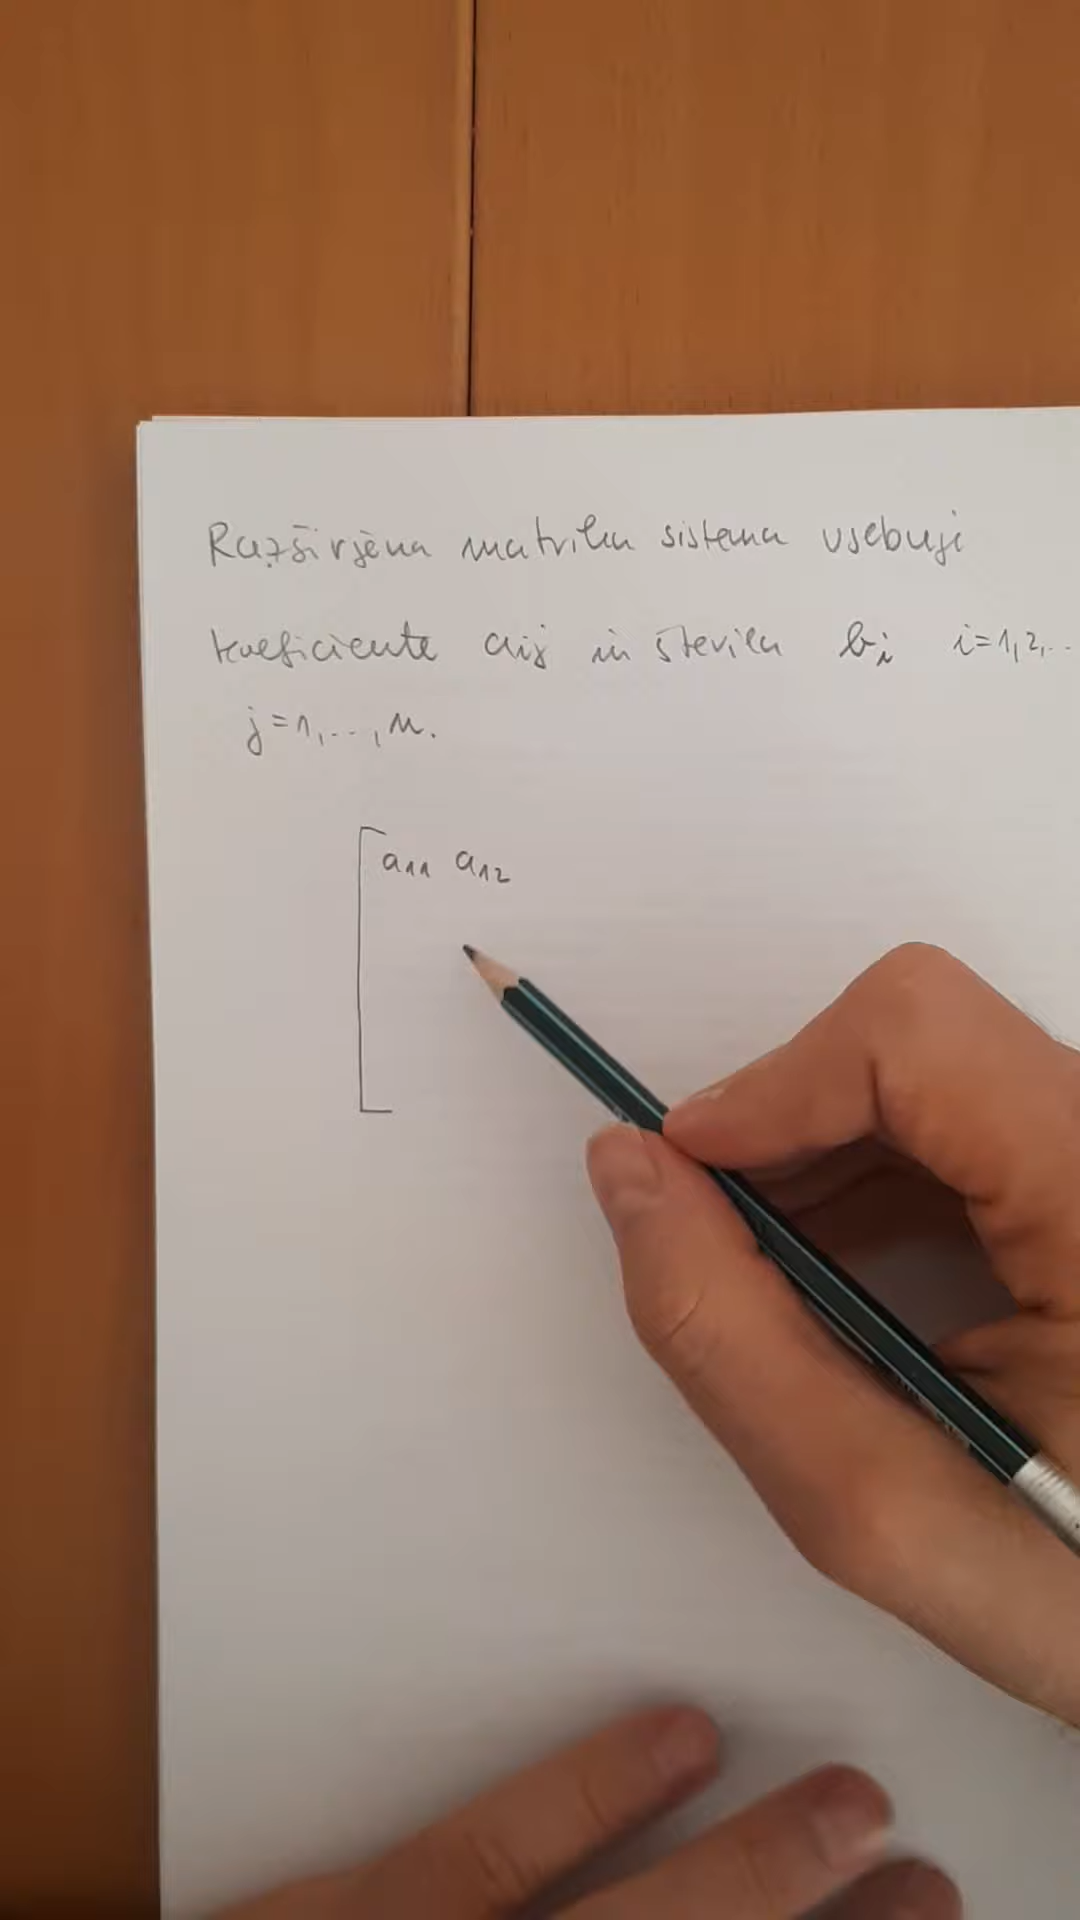 Razširjena matrika sistema vsebuje
koeficiente aij in števila bi i=1,2,..
j=1,...,n.
a11 a12